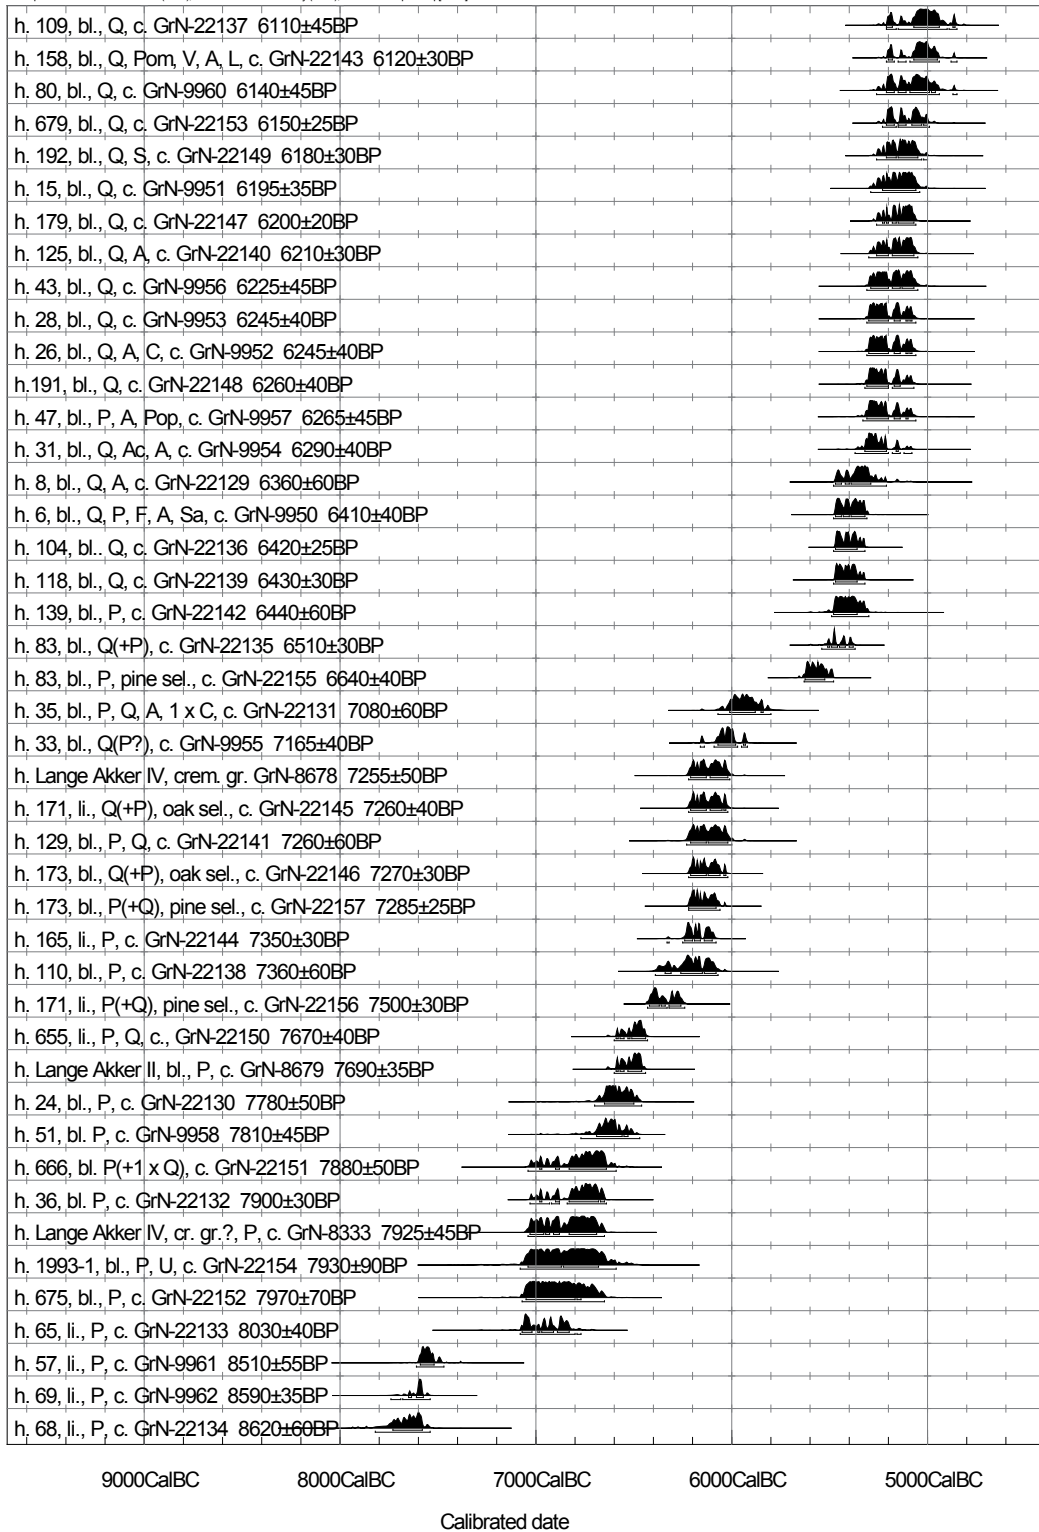 h. 109, bl., Q, c. GrN-22137 6110±45BP
h. 158, bl., Q, Pom, V, A, L, c. GrN-22143 6120±30BP
h. 80, bl., Q, c. GrN-9960 6140±45BP
h. 679, bl., Q, c. GrN-22153 6150±25BP
h. 192, bl., Q, S, c. GrN-22149 6180±30BP
h. 15, bl., Q, c. GrN-9951 6195±35BP
h. 179, bl., Q, c. GrN-22147 6200±20BP
h. 125, bl., Q, A, c. GrN-22140 6210±30BP
h. 43, bl., Q, c. GrN-9956 6225±45BP
h. 28, bl., Q, c. GrN-9953 6245±40BP
h. 26, bl., Q, A, C, c. GrN-9952 6245±40BP
h.191, bl., Q, c. GrN-22148 6260±40BP
h. 47, bl., P, A, Pop, c. GrN-9957 6265±45BP
h. 31, bl., Q, Ac, A, c. GrN-9954 6290±40BP
h. 8, bl., Q, A, c. GrN-22129 6360±60BP
h. 6, bl., Q, P, F, A, Sa, c. GrN-9950 6410±40BP
h. 104, bl.. Q, c. GrN-22136 6420±25BP
h. 118, bl., Q, c. GrN-22139 6430±30BP
h. 139, bl., P, c. GrN-22142 6440±60BP
h. 83, bl., Q(+P), c. GrN-22135 6510±30BP
h. 83, bl., P, pine sel., c. GrN-22155 6640±40BP
h. 35, bl., P, Q, A, 1 x C, c. GrN-22131 7080±60BP
h. 33, bl., Q(P?), c. GrN-9955 7165±40BP
h. Lange Akker IV, crem. gr. GrN-8678 7255±50BP
h. 171, li., Q(+P), oak sel., c. GrN-22145 7260±40BP
h. 129, bl., P, Q, c. GrN-22141 7260±60BP
h. 173, bl., Q(+P), oak sel., c. GrN-22146 7270±30BP
h. 173, bl., P(+Q), pine sel., c. GrN-22157 7285±25BP
h. 165, li., P, c. GrN-22144 7350±30BP
h. 110, bl., P, c. GrN-22138 7360±60BP
h. 171, li., P(+Q), pine sel., c. GrN-22156 7500±30BP
h. 655, li., P, Q, c., GrN-22150 7670±40BP
h. Lange Akker II, bl., P, c. GrN-8679 7690±35BP
h. 24, bl., P, c. GrN-22130 7780±50BP
h. 51, bl. P, c. GrN-9958 7810±45BP
h. 666, bl. P(+1 x Q), c. GrN-22151 7880±50BP
h. 36, bl. P, c. GrN-22132 7900±30BP
h. Lange Akker IV, cr. gr.?, P, c. GrN-8333 7925±45BP
h. 1993-1, bl., P, U, c. GrN-22154 7930±90BP
h. 675, bl., P, c. GrN-22152 7970±70BP
h. 65, li., P, c. GrN-22133 8030±40BP
h. 57, li., P, c. GrN-9961 8510±55BP
h. 69, li., P, c. GrN-9962 8590±35BP
h. 68, li., P, c. GrN-22134 8620±60BP
9000CalBC 8000CalBC 7000CalBC 6000CalBC 5000CalBC
Calibrated date